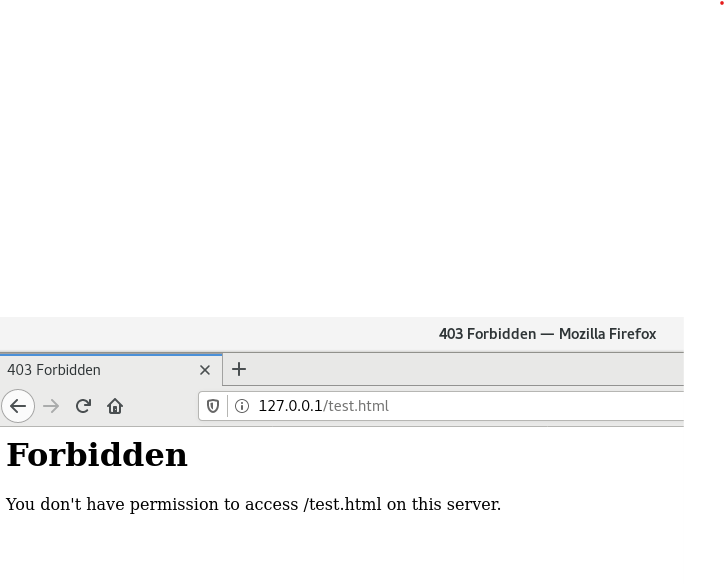 403 Forbidden — Mozilla Firefox
403 Forbidden
127.0.0.1/test.html
Forbidden
You don't have permission to access /test.html on this server.